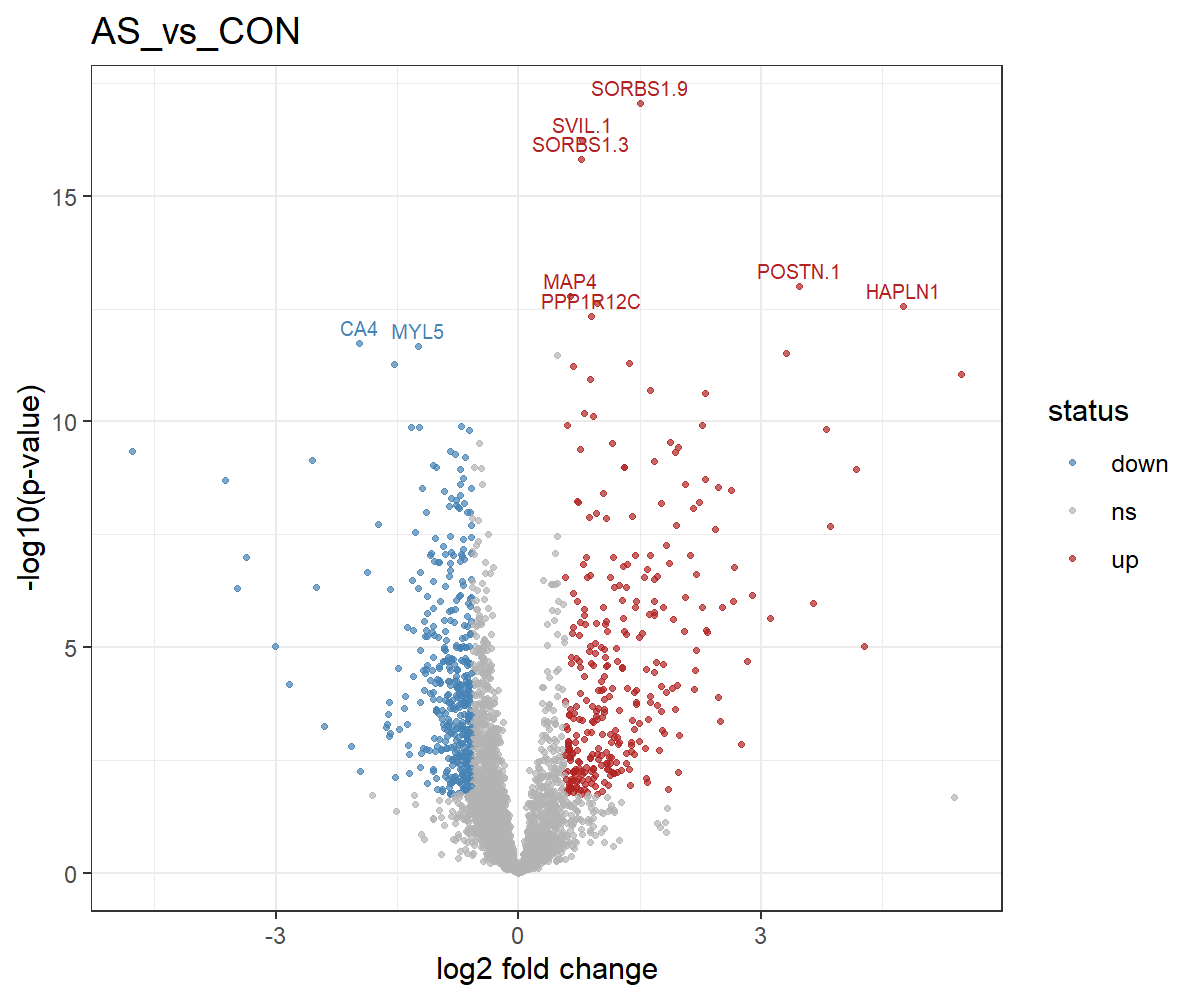 AS_vs_CON
SORBS1.9
SVIL.1
SORBS1.3
15
POSTN.1
MAP4
HAPLN1
PPP1R12C
CA4
MYL5
-log10(p-value)
10
5
0
-3
0
3
log2 fold change
status
down
ns
up